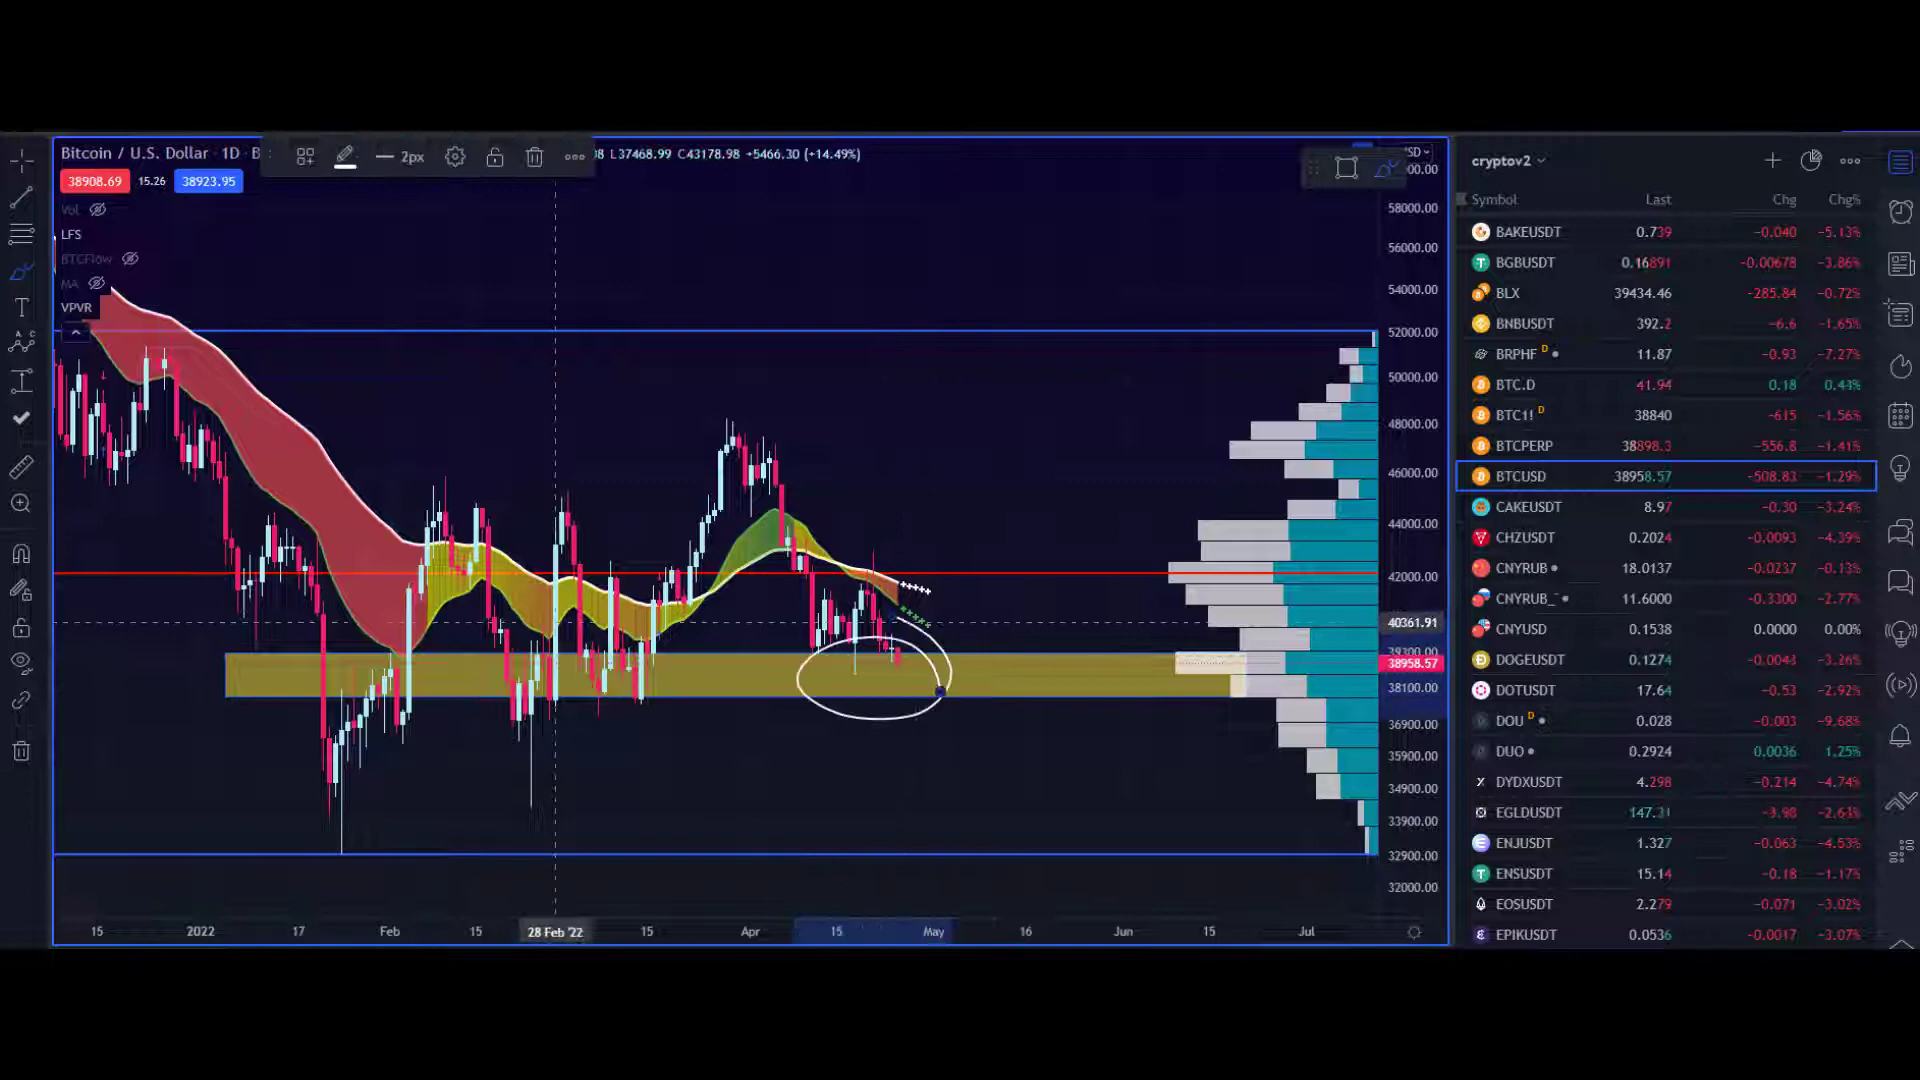 Bitcoin / U.S. Dollar · 1D · B
2px
L37468.99 C43178.98 +5466.30 (+14.49%)
38908.69 15.26 38923.95
Vol
LFS
BTCFlow
MA
VPVR
58000.00
56000.00
54000.00
52000.00
50000.00
48000.00
46000.00
44000.00
42000.00
40361.91
38958.57
38100.00
36900.00
35900.00
34900.00
33900.00
32900.00
32000.00
15 2022 17 Feb 15 28 Feb '22 15 Apr 15 May 16 Jun 15 Jul
cryptov2
Symbol Last Chg Chg%
BAKEUSDT 0.739 −0.040 −5.13%
BGBUSDT 0.16891 −0.00678 −3.86%
BLX 39434.46 −285.84 −0.72%
BNBUSDT 392.2 −6.6 −1.65%
BRPHF D 11.87 −0.93 −7.27%
BTC.D 41.94 0.18 0.43%
BTC1! D 38840 −615 −1.56%
BTCPERP 38898.3 −556.8 −1.41%
BTCUSD 38958.57 −508.83 −1.29%
CAKEUSDT 8.97 −0.30 −3.24%
CHZUSDT 0.2024 −0.0093 −4.39%
CNYRUB 18.0137 −0.0237 −0.13%
CNYRUB_ 11.6000 −0.3300 −2.77%
CNYUSD 0.1538 0.0000 0.00%
DOGEUSDT 0.1274 −0.0043 −3.26%
DOTUSDT 17.64 −0.53 −2.92%
DOU D 0.028 −0.003 −9.68%
DUO 0.2924 0.0036 1.25%
DYDXUSDT 4.298 −0.214 −4.74%
EGLDUSDT 147.31 −3.98 −2.63%
ENJUSDT 1.327 −0.063 −4.53%
ENSUSDT 15.14 −0.18 −1.17%
EOSUSDT 2.279 −0.071 −3.02%
EPIKUSDT 0.0536 −0.0017 −3.07%